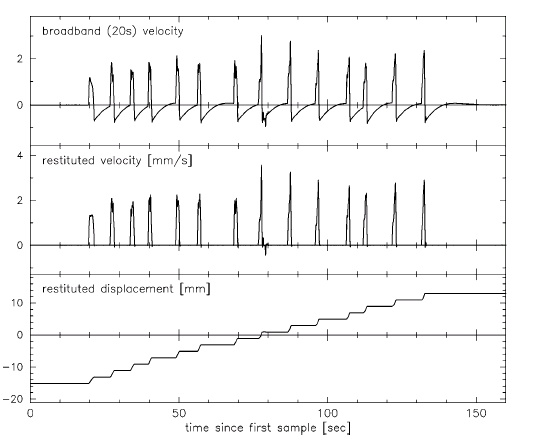 broadband (20s) velocity
2
0
restituted velocity [mm/s]
4
2
0
restituted displacement [mm]
10
0
−10
−20
0 50 100 150
time since first sample [sec]